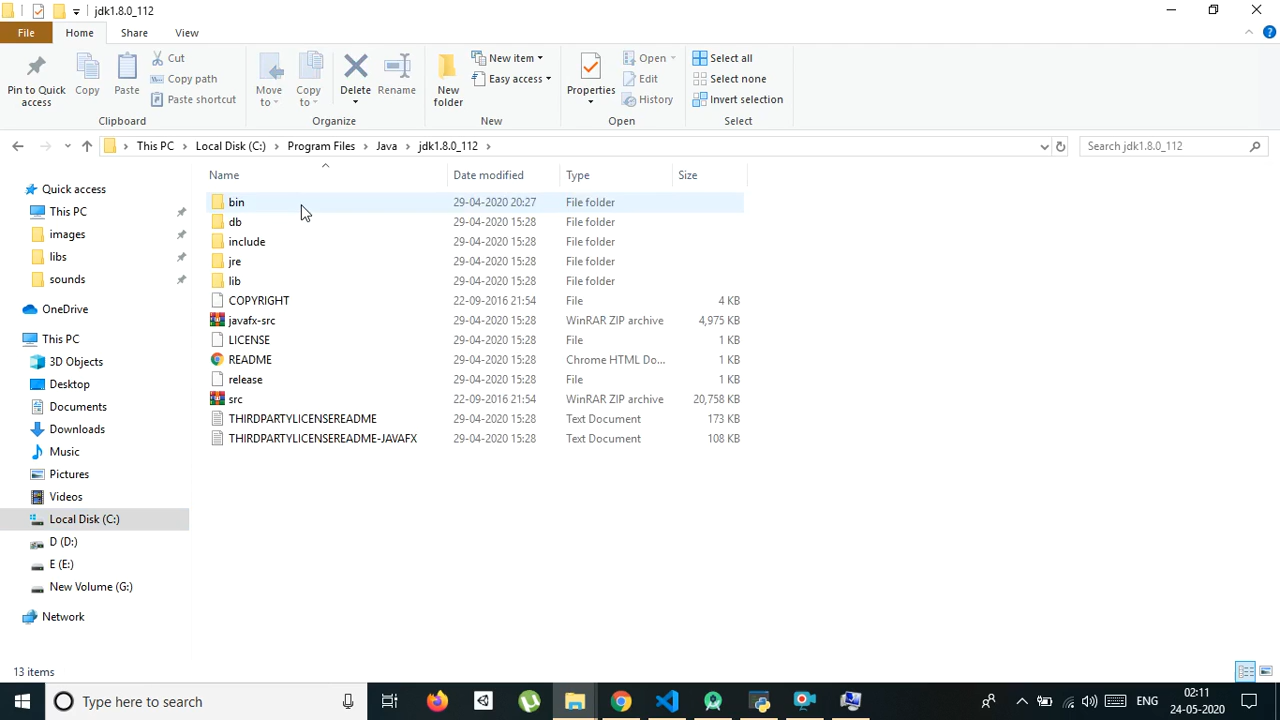 jdk1.8.0_112
File Home Share View
Pin to Quick access
Copy
Paste
Cut
Copy path
Paste shortcut
Clipboard
Move to
Copy to
Delete
Rename
Organize
New folder
New item
Easy access
New
Properties
Open
Edit
History
Open
Select all
Select none
Invert selection
Select
This PC Local Disk (C:) Program Files Java jdk1.8.0_112
Search jdk1.8.0_112
Quick access
This PC
images
libs
sounds
OneDrive
This PC
3D Objects
Desktop
Documents
Downloads
Music
Pictures
Videos
Local Disk (C:)
D (D:)
E (E:)
New Volume (G:)
Network
Name Date modified Type Size
bin 29-04-2020 20:27 File folder
db 29-04-2020 15:28 File folder
include 29-04-2020 15:28 File folder
jre 29-04-2020 15:28 File folder
lib 29-04-2020 15:28 File folder
COPYRIGHT 22-09-2016 21:54 File 4 KB
javafx-src 29-04-2020 15:28 WinRAR ZIP archive 4,975 KB
LICENSE 29-04-2020 15:28 File 1 KB
README 29-04-2020 15:28 Chrome HTML Do... 1 KB
release 29-04-2020 15:28 File 1 KB
src 22-09-2016 21:54 WinRAR ZIP archive 20,758 KB
THIRDPARTYLICENSEREADME 29-04-2020 15:28 Text Document 173 KB
THIRDPARTYLICENSEREADME-JAVAFX 29-04-2020 15:28 Text Document 108 KB
13 items
Type here to search
ENG
02:11
24-05-2020